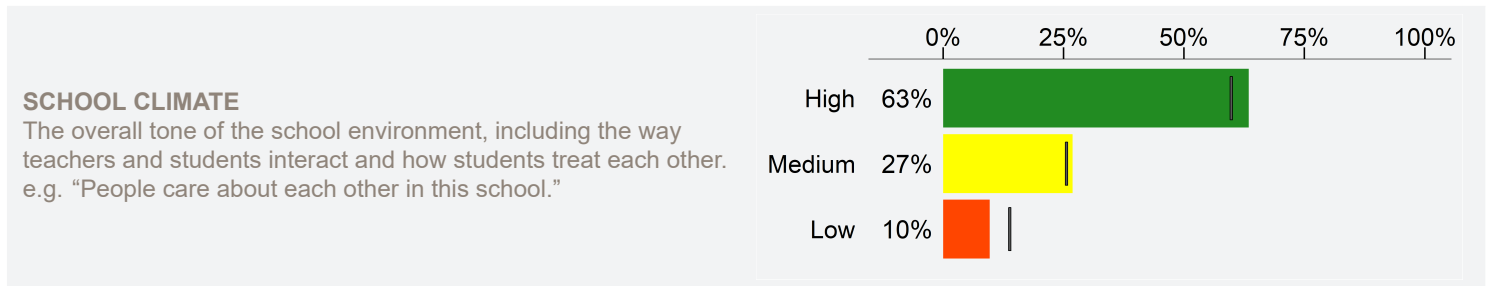 SCHOOL CLIMATE
The overall tone of the school environment, including the way
teachers and students interact and how students treat each other.
e.g. “People care about each other in this school.”
0% 25% 50% 75% 100%
High 63%
Medium 27%
Low 10%